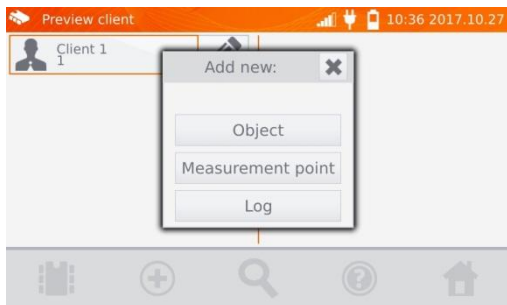 Preview client
10:36 2017.10.27
Client 1
1
Add new:
Object
Measurement point
Log